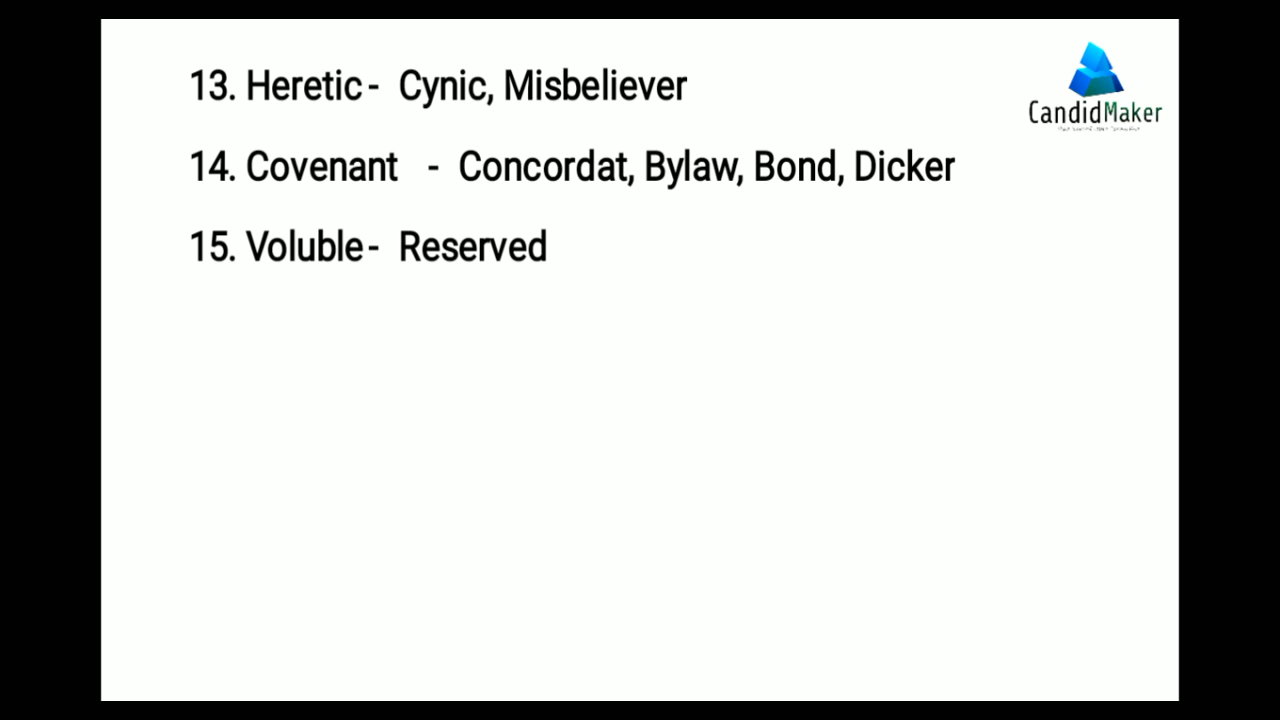 13. Heretic - Cynic, Misbeliever
CandidMaker
14. Covenant - Concordat, Bylaw, Bond, Dicker
15. Voluble - Reserved